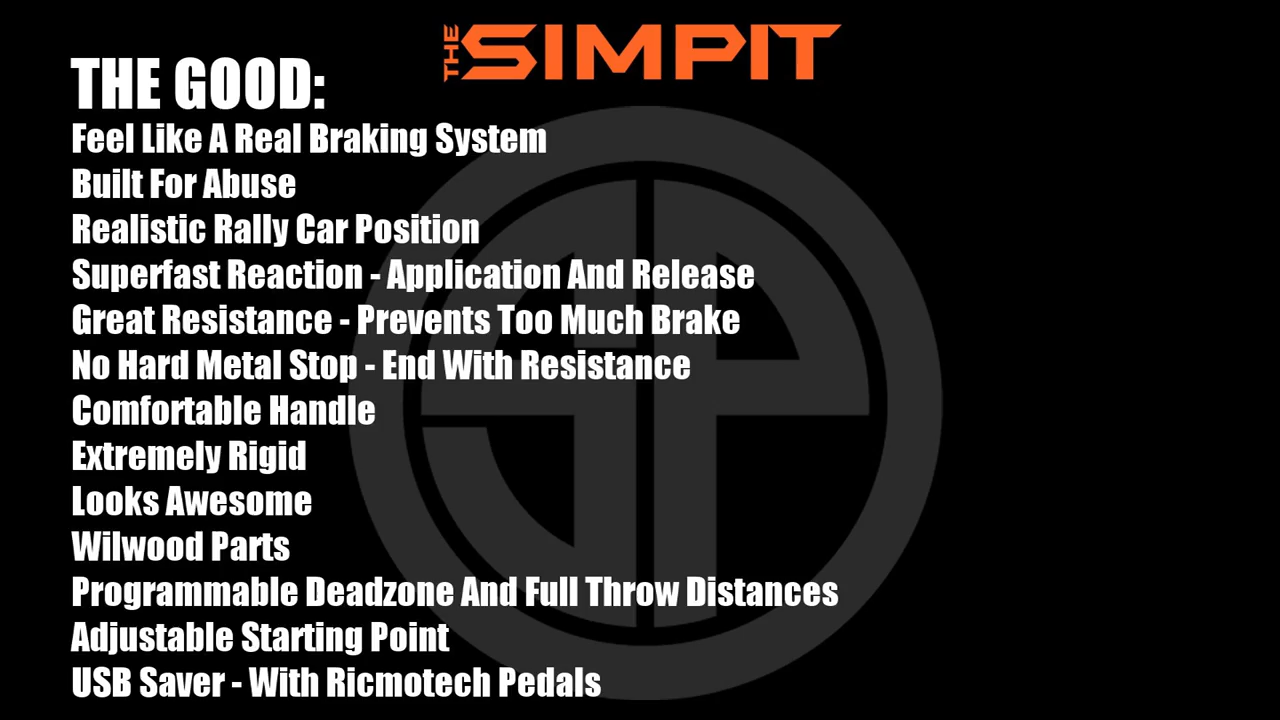 THE SIMPIT
THE GOOD:
Feel Like A Real Braking System
Built For Abuse
Realistic Rally Car Position
Superfast Reaction - Application And Release
Great Resistance - Prevents Too Much Brake
No Hard Metal Stop - End With Resistance
Comfortable Handle
Extremely Rigid
Looks Awesome
Wilwood Parts
Programmable Deadzone And Full Throw Distances
Adjustable Starting Point
USB Saver - With Ricmotech Pedals